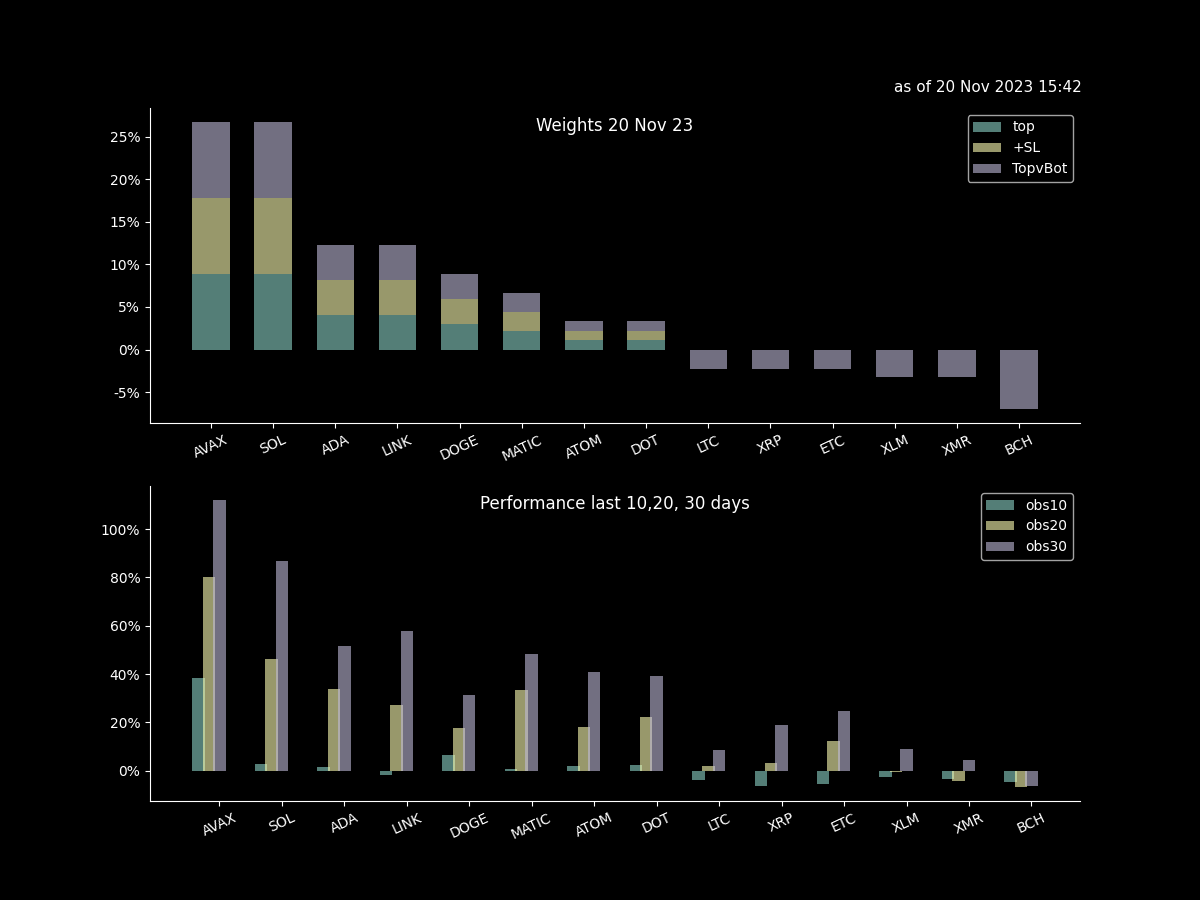 as of 20 Nov 2023 15:42
Weights 20 Nov 23
top
+SL
TopvBot
25%
20%
15%
10%
5%
0%
-5%
AVAX SOL ADA LINK DOGE MATIC ATOM DOT LTC XRP ETC XLM XMR BCH
Performance last 10,20, 30 days
obs10
obs20
obs30
100%
80%
60%
40%
20%
0%
AVAX SOL ADA LINK DOGE MATIC ATOM DOT LTC XRP ETC XLM XMR BCH